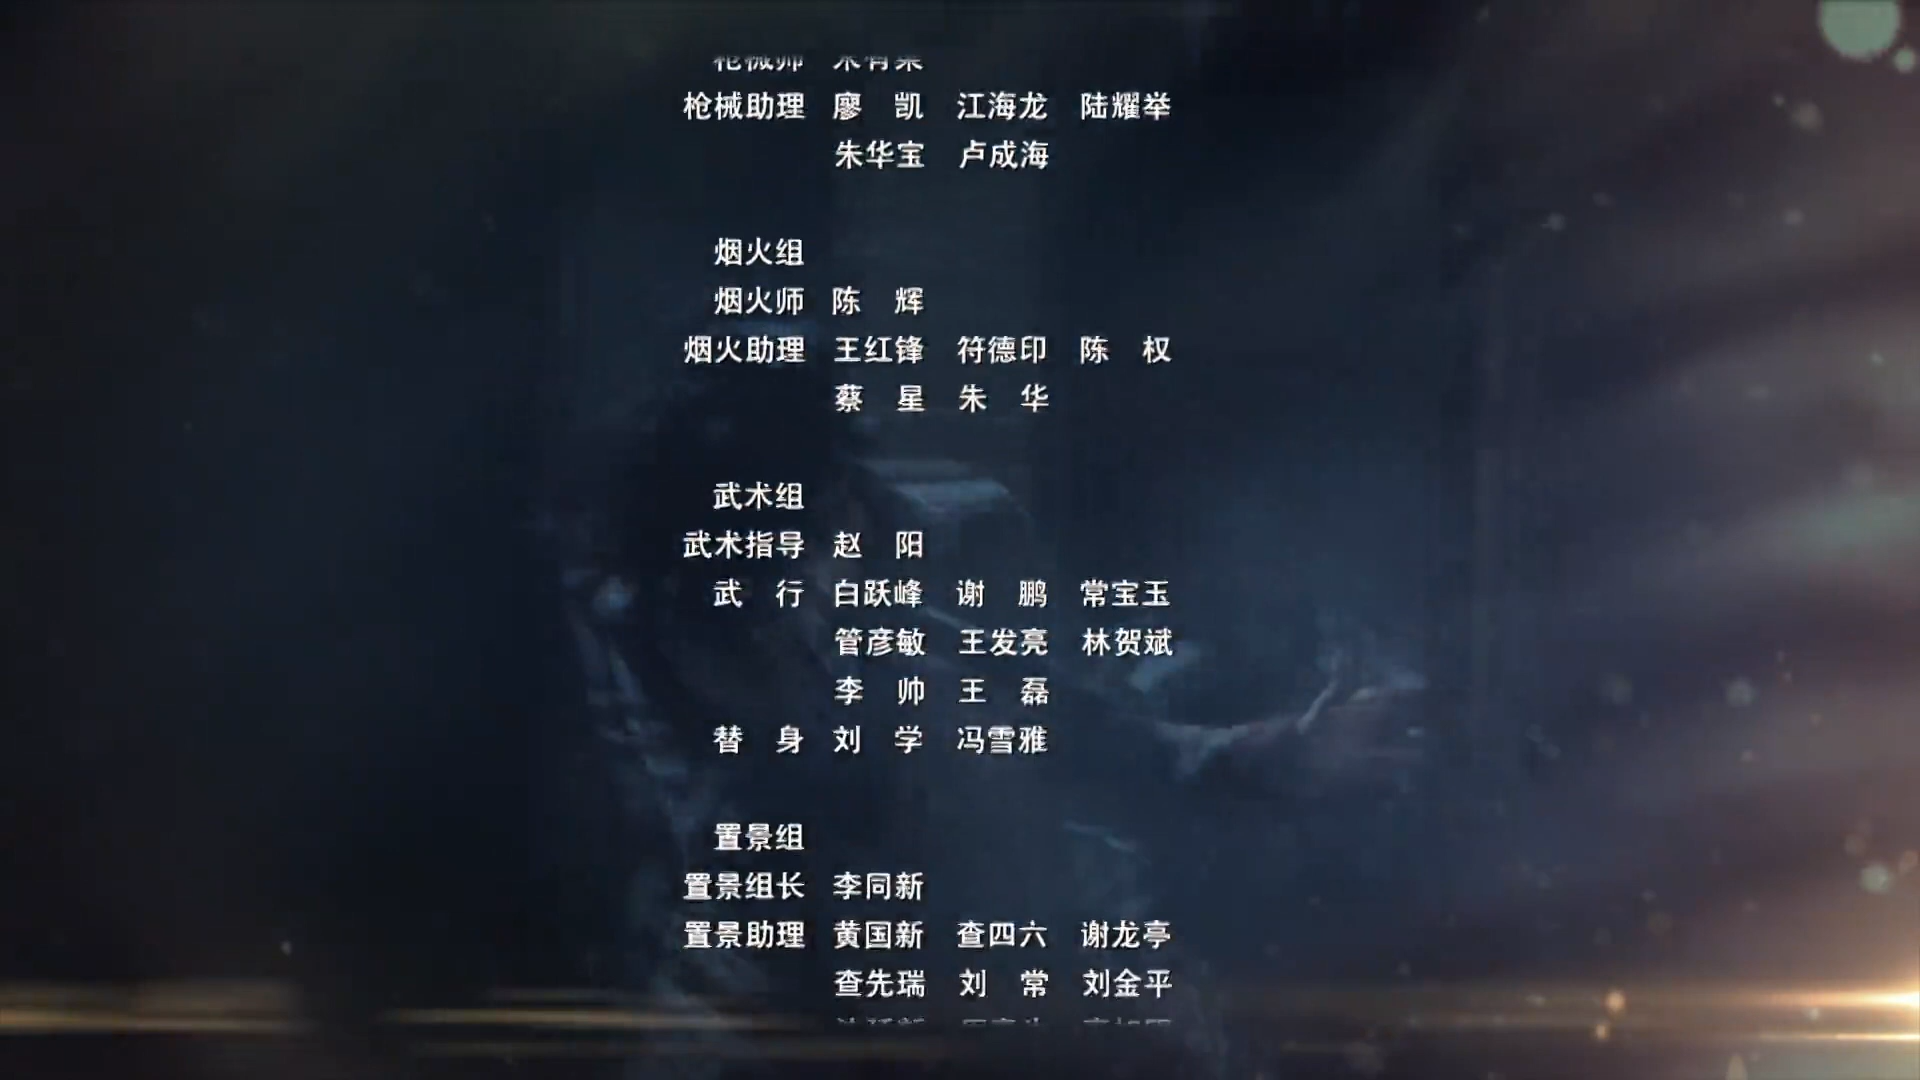 枪械师
枪械助理 廖 凯 江海龙 陆耀举
朱华宝 卢成海
烟火组
烟火师 陈 辉
烟火助理 王红锋 符德印 陈 权
蔡 星 朱 华
武术组
武术指导 赵 阳
武 行 白跃峰 谢 鹏 常宝玉
管彦敏 王发亮 林贺斌
李 帅 王 磊
替 身 刘 学 冯雪雅
置景组
置景组长 李同新
置景助理 黄国新 查四六 谢龙亭
查先瑞 刘 常 刘金平